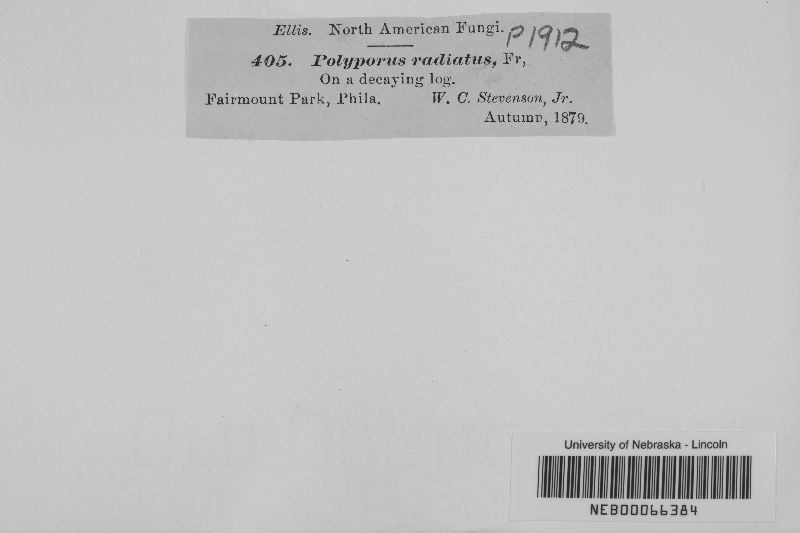 Ellis. North American Fungi. P1912
405. Polyporus radiatus, Fr,
On a decaying log.
Fairmount Park, Phila. W. C. Stevenson, Jr.
Autumn, 1879.
University of Nebraska - Lincoln
NEB00066384